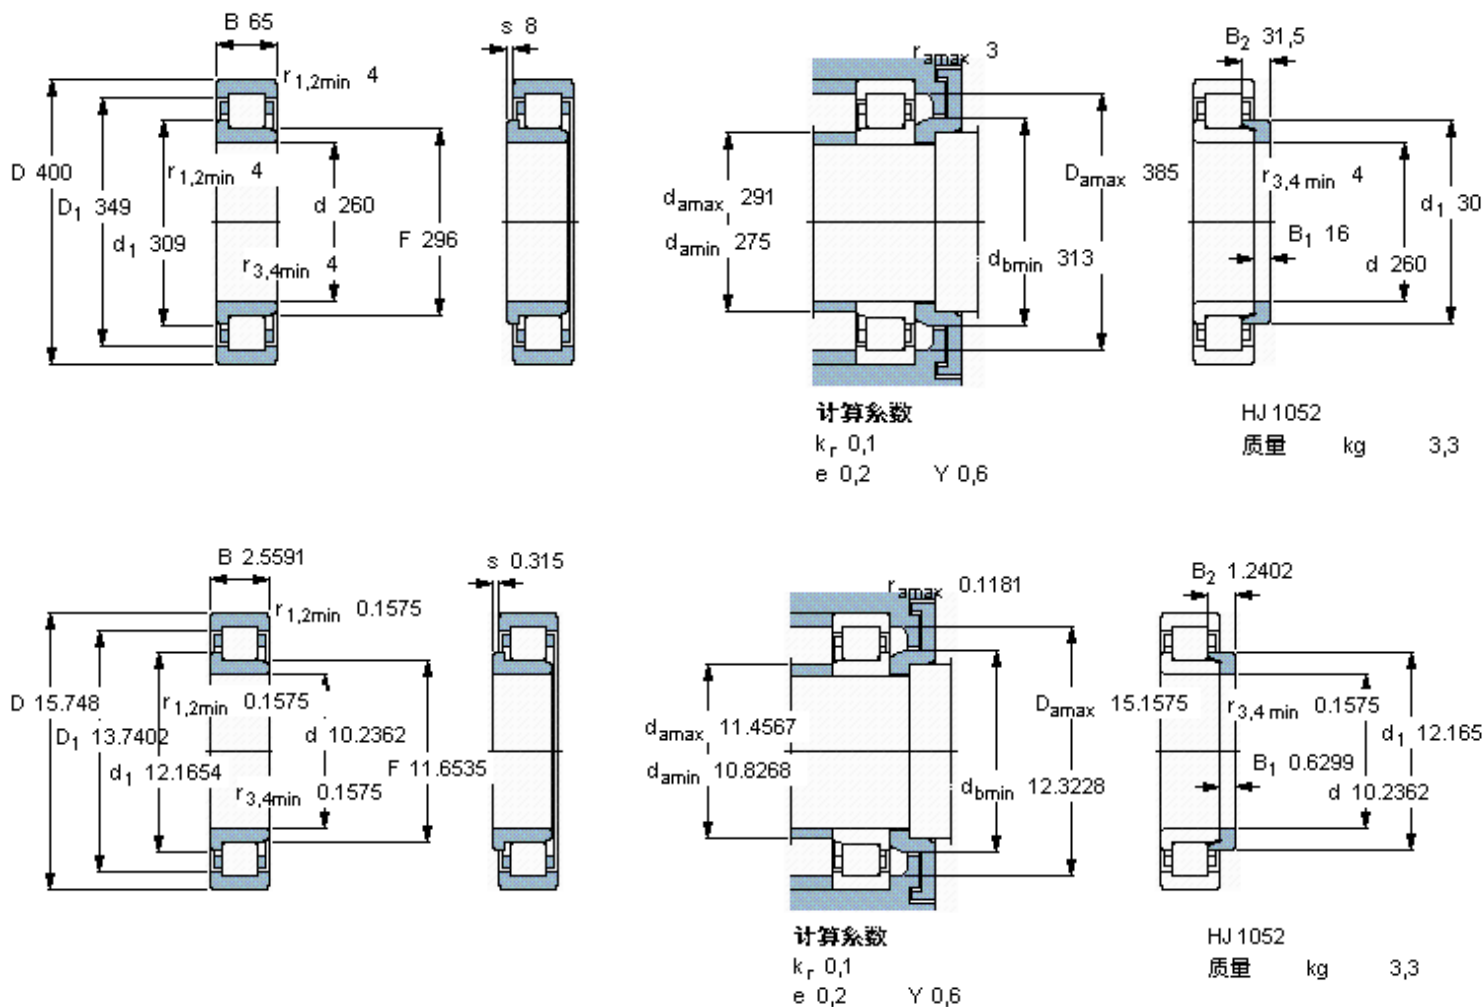 B 65
s 8
r1,2min 4
ramax 3
B2 31,5
D 400
D1 349
d1 309
r1,2min 4
d 260
F 296
r3,4min 4
damax 291
damin 275
Damax 385
dbmin 313
r3,4 min 4
d1 30
B1 16
d 260
计算系数
kr 0,1
e 0,2 Y 0,6
HJ 1052
质量 kg 3,3
B 2.5591
s 0.315
r1,2min 0.1575
ramax 0.1181
B2 1.2402
D 15.748
D1 13.7402
d1 12.1654
r1,2min 0.1575
d 10.2362
F 11.6535
r3,4min 0.1575
damax 11.4567
damin 10.8268
Damax 15.1575
dbmin 12.3228
r3,4 min 0.1575
d1 12.165
B1 0.6299
d 10.2362
计算系数
kr 0,1
e 0,2 Y 0,6
HJ 1052
质量 kg 3,3